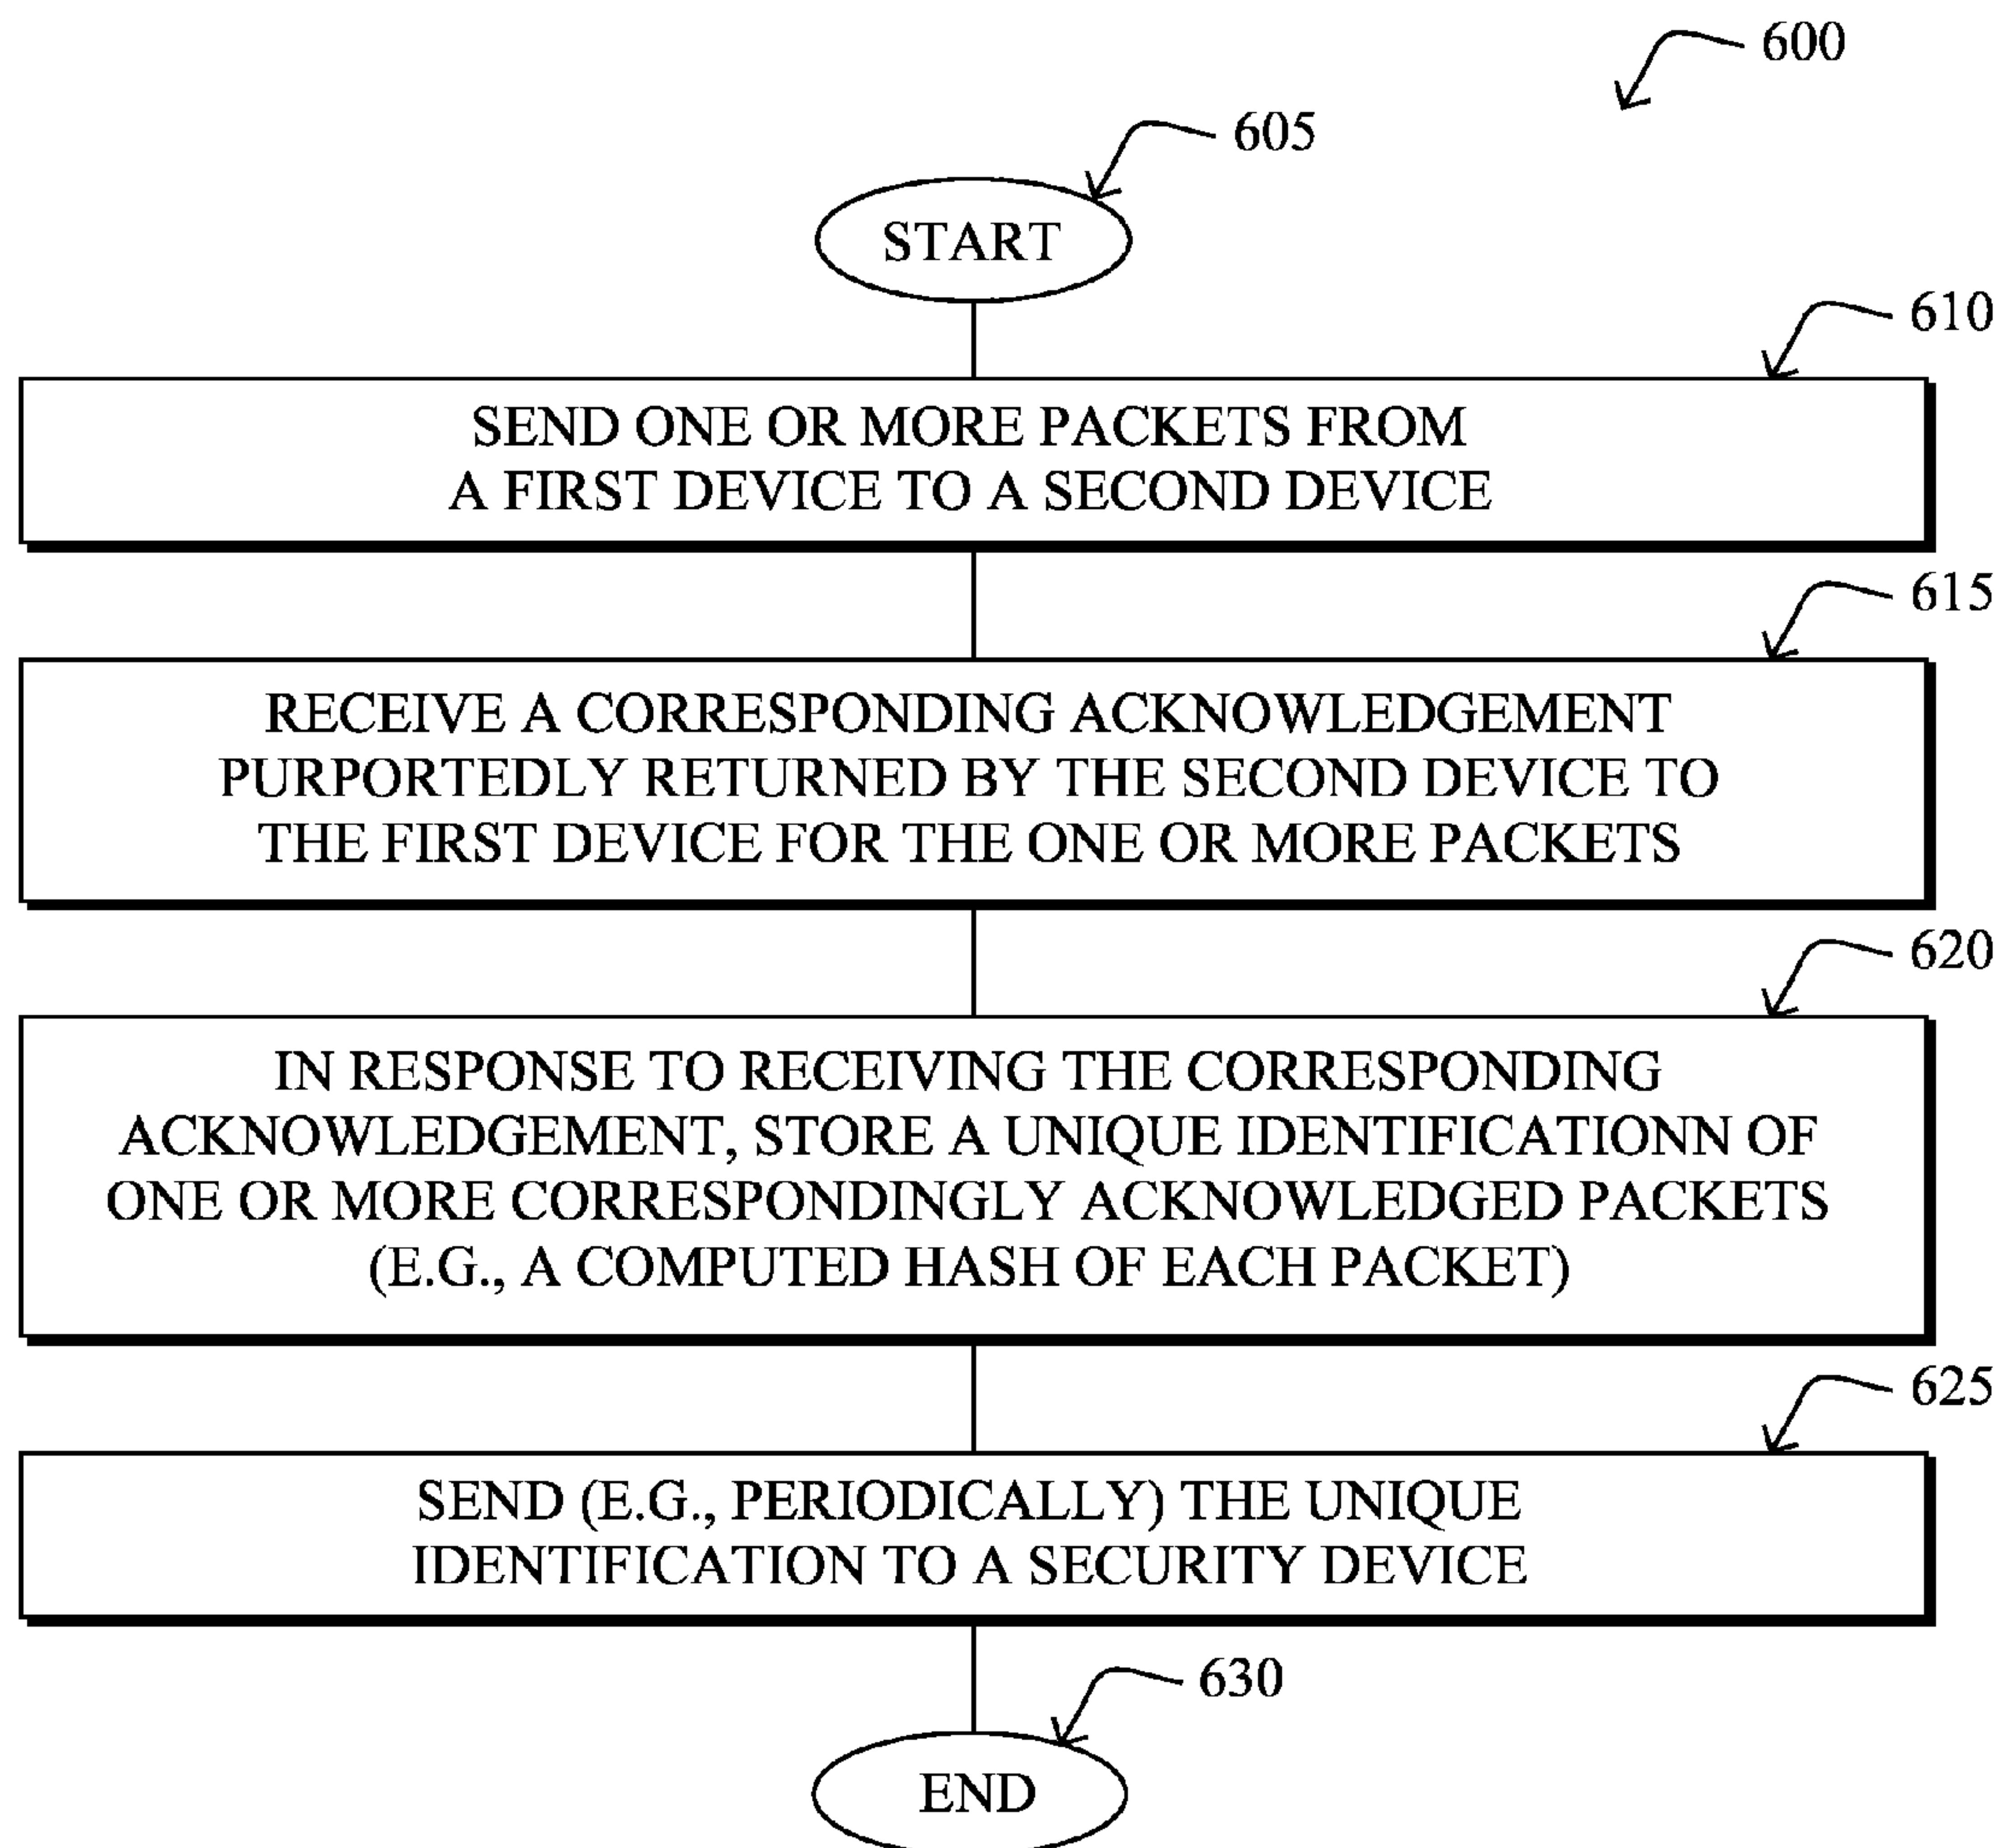 600
605
START
610
SEND ONE OR MORE PACKETS FROM
A FIRST DEVICE TO A SECOND DEVICE
615
RECEIVE A CORRESPONDING ACKNOWLEDGEMENT
PURPORTEDLY RETURNED BY THE SECOND DEVICE TO
THE FIRST DEVICE FOR THE ONE OR MORE PACKETS
620
IN RESPONSE TO RECEIVING THE CORRESPONDING
ACKNOWLEDGEMENT, STORE A UNIQUE IDENTIFICATIONN OF
ONE OR MORE CORRESPONDINGLY ACKNOWLEDGED PACKETS
(E.G., A COMPUTED HASH OF EACH PACKET)
625
SEND (E.G., PERIODICALLY) THE UNIQUE
IDENTIFICATION TO A SECURITY DEVICE
630
END